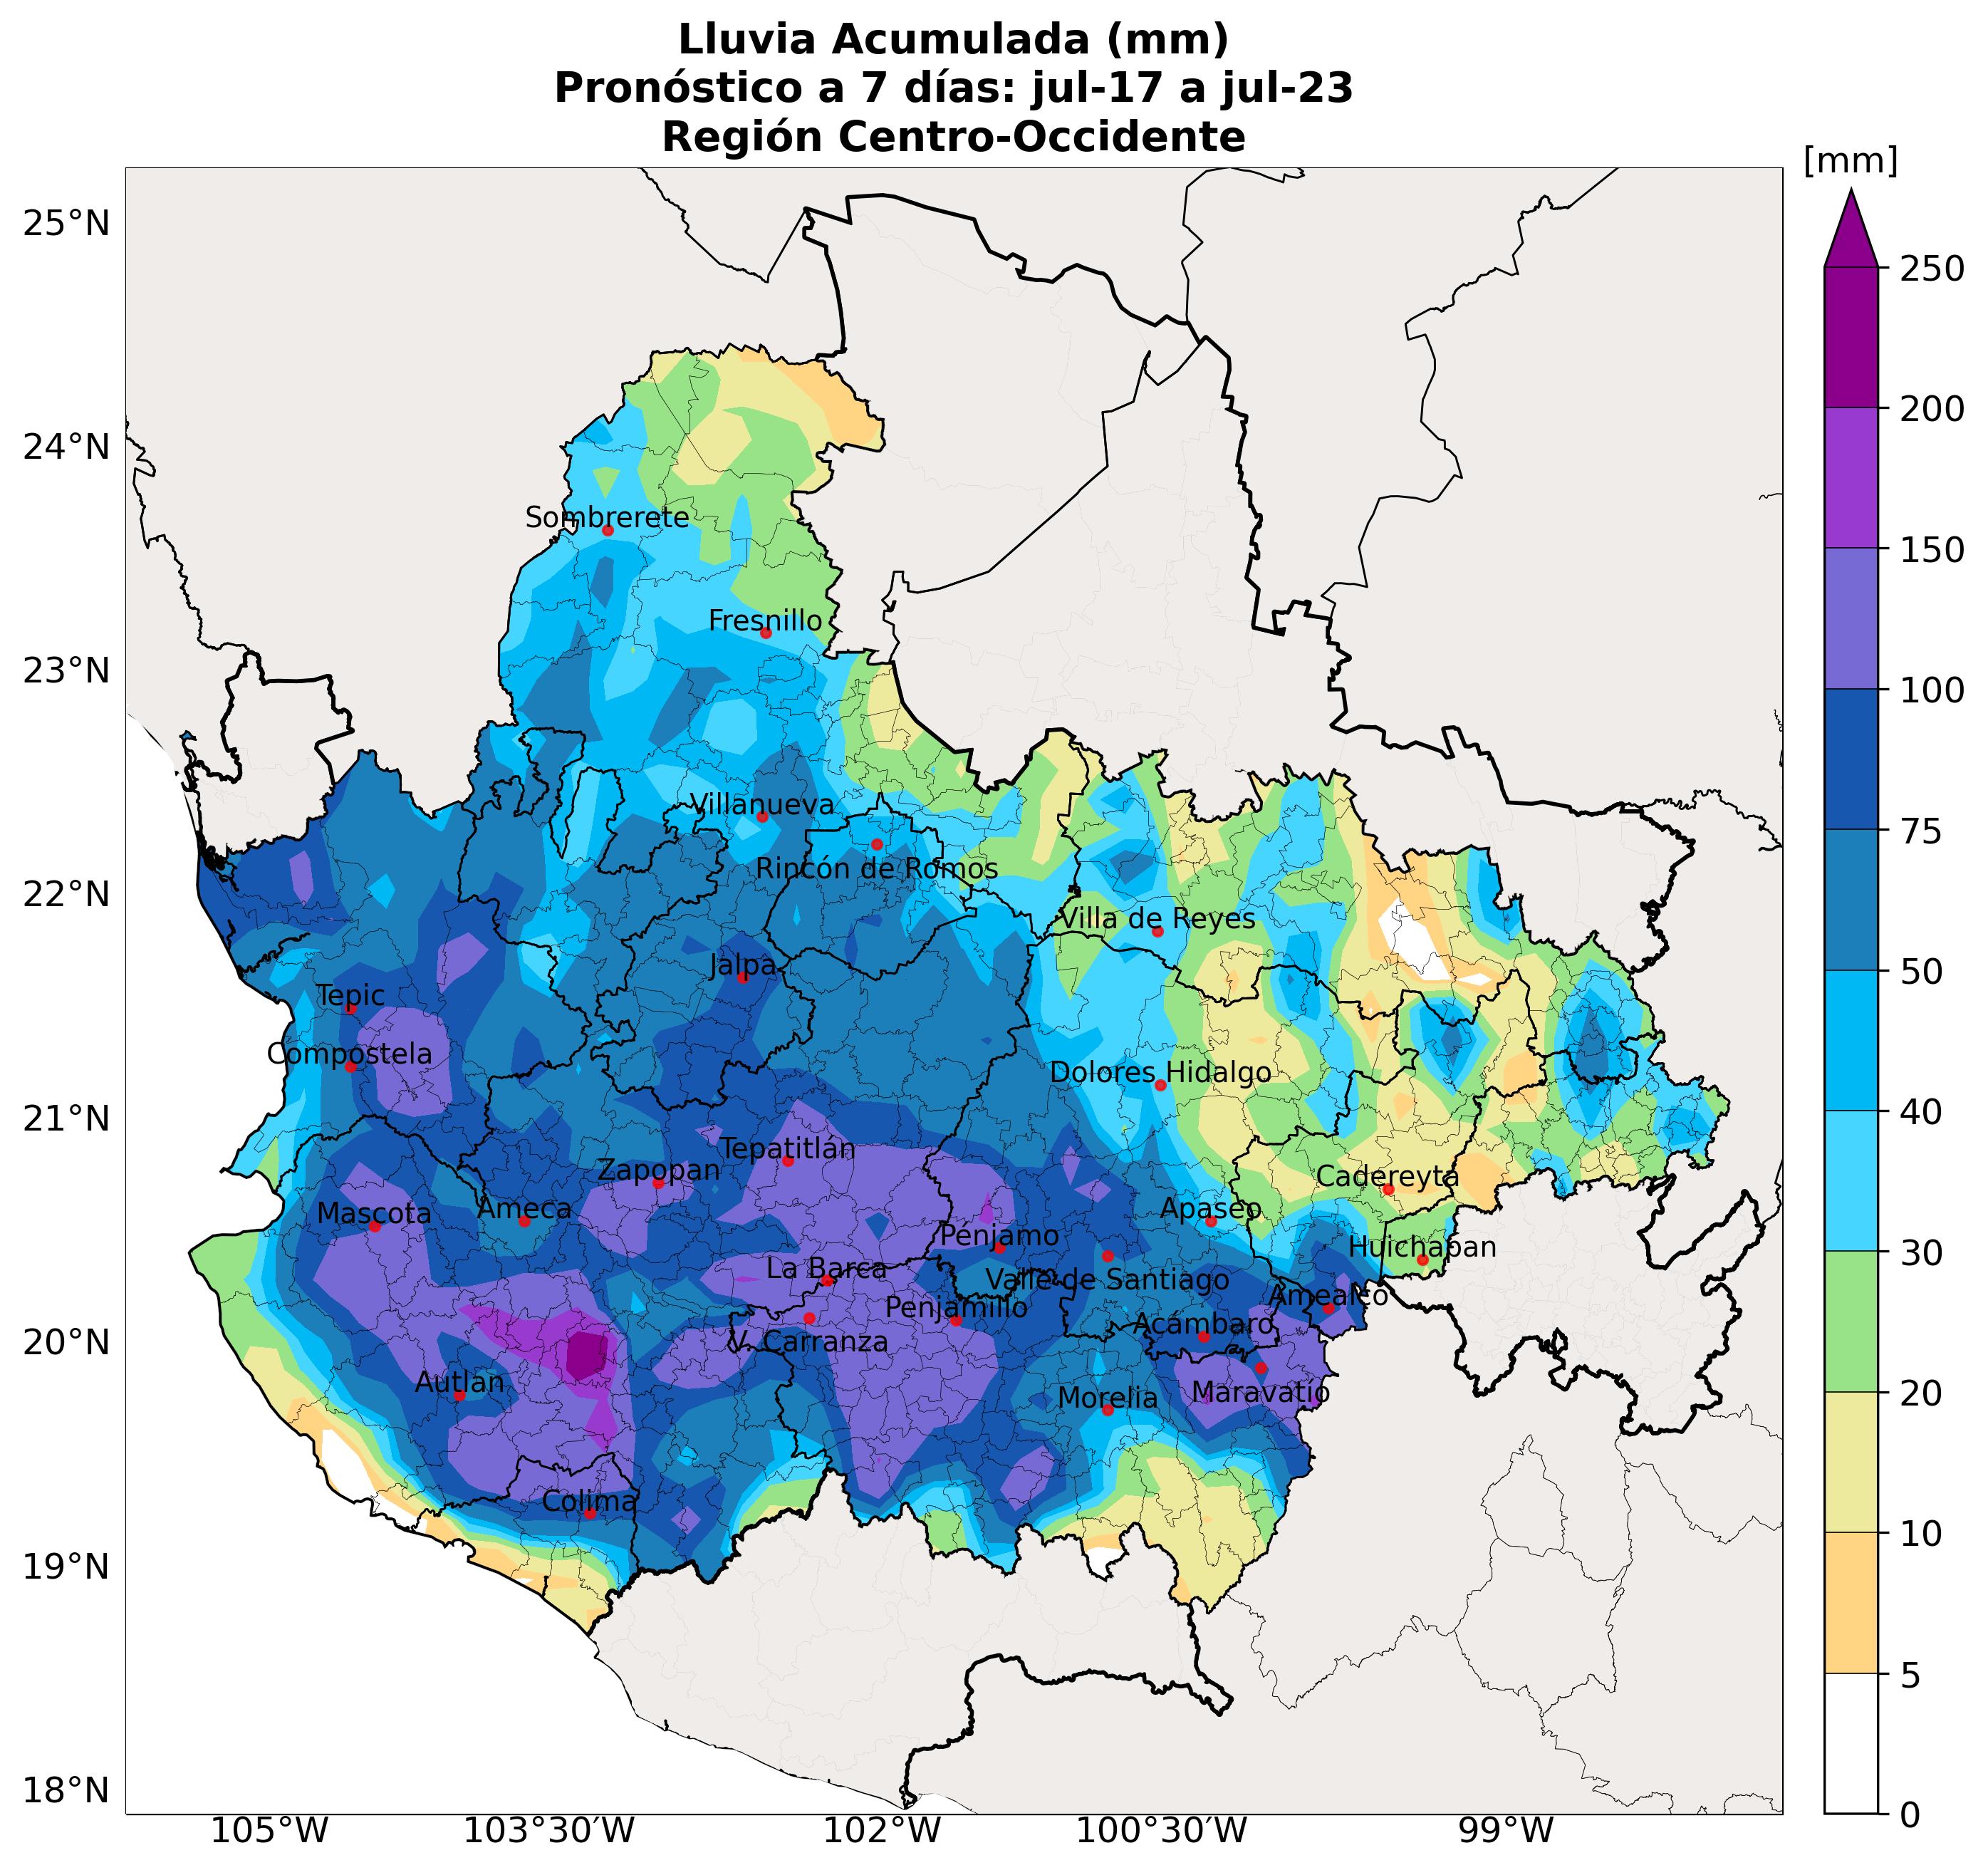 Lluvia Acumulada (mm)
Pronóstico a 7 días: jul-17 a jul-23
Región Centro-Occidente
[mm]
25°N
24°N
23°N
22°N
21°N
20°N
19°N
18°N
105°W
103°30'W
102°W
100°30'W
99°W
250
200
150
100
75
50
40
30
20
10
5
0
Sombrerete
Fresnillo
Villanueva
Rincón de Romos
Villa de Reyes
Jalpa
Tepic
Compostela
Dolores Hidalgo
Tepatitlán
Zapopan
Cadereyta
Mascota
Ameca
Apaseo
Pénjamo
Huichapan
La Barca
Valle de Santiago
Amealco
Penjamillo
Acámbaro
V. Carranza
Autlan
Morelia
Maravatío
Colima